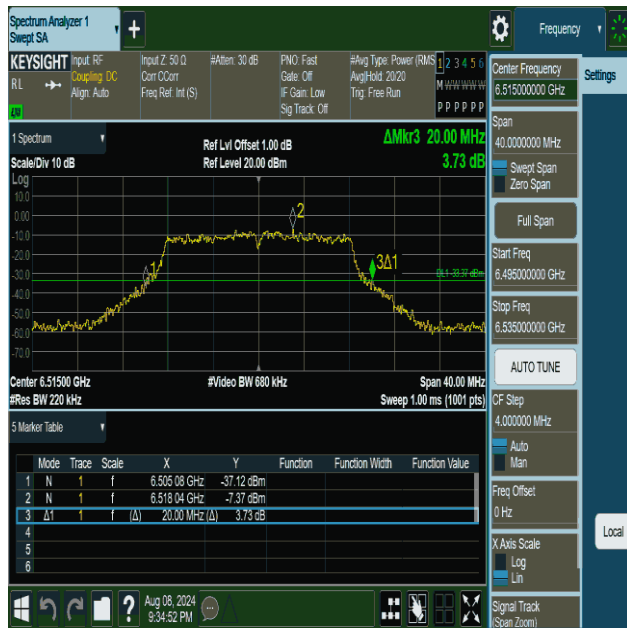 Spectrum Analyzer 1
Swept SA
Frequency
KEYSIGHT
RL
Input: RF
Coupling: DC
Align: Auto
Input Z: 50 Ω
Corr CCorr
Freq Ref: Int (S)
#Atten: 30 dB
PNO: Fast
Gate: Off
IF Gain: Low
Sig Track: Off
#Avg Type: Power (RMS
Avg|Hold: 20/20
Trig: Free Run
1 2 3 4 5 6
M W W W W W
P P P P P P
1 Spectrum
Scale/Div 10 dB
Ref Lvl Offset 1.00 dB
Ref Level 20.00 dBm
ΔMkr3 20.00 MHz
3.73 dB
Log
10.0
0.00
-10.0
-20.0
-30.0
-40.0
-50.0
-60.0
-70.0
2
1
3Δ1
DL1 -33.37 dBm
Center 6.51500 GHz
#Res BW 220 kHz
#Video BW 680 kHz
Span 40.00 MHz
Sweep 1.00 ms (1001 pts)
5 Marker Table
Mode Trace Scale X Y Function Function Width Function Value
1 N 1 f 6.505 08 GHz -37.12 dBm
2 N 1 f 6.518 04 GHz -7.37 dBm
3 Δ1 1 f (Δ) 20.00 MHz (Δ) 3.73 dB
4
5
6
Aug 08, 2024
9:34:52 PM
Center Frequency
6.515000000 GHz
Settings
Span
40.0000000 MHz
Swept Span
Zero Span
Full Span
Start Freq
6.495000000 GHz
Stop Freq
6.535000000 GHz
AUTO TUNE
CF Step
4.000000 MHz
Auto
Man
Freq Offset
0 Hz
Local
X Axis Scale
Log
Lin
Signal Track
(Span Zoom)